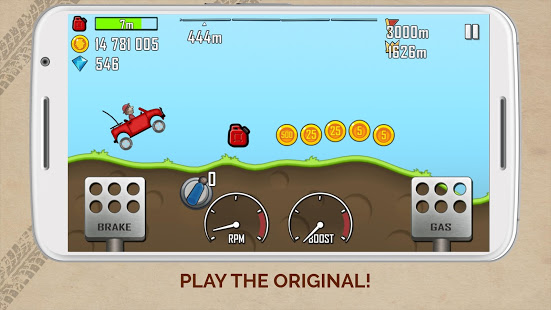 7m
14 781 005
546
444m
3000m
1626m
500 25 25 5 5
0
BRAKE
RPM
BOOST
GAS
PLAY THE ORIGINAL!